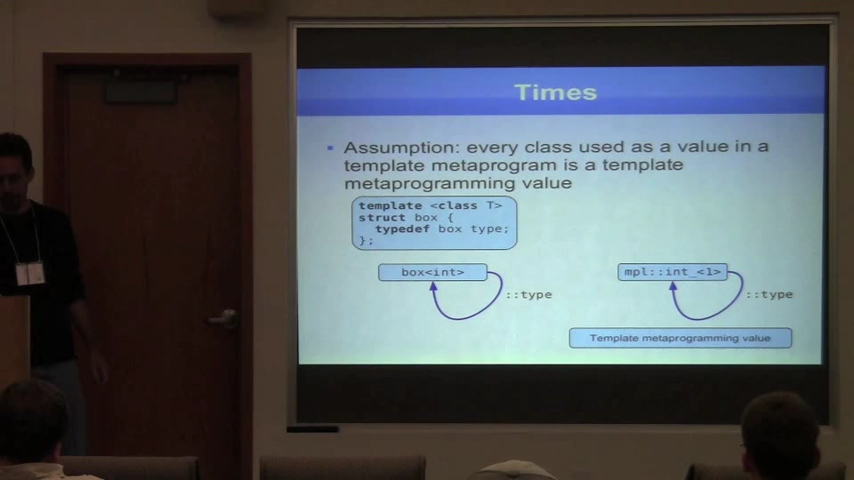 Times
Assumption: every class used as a value in a
template metaprogram is a template
metaprogramming value
template <class T>
struct box {
typedef box type;
};
box<int>
::type
mpl::int_<1>
::type
Template metaprogramming value